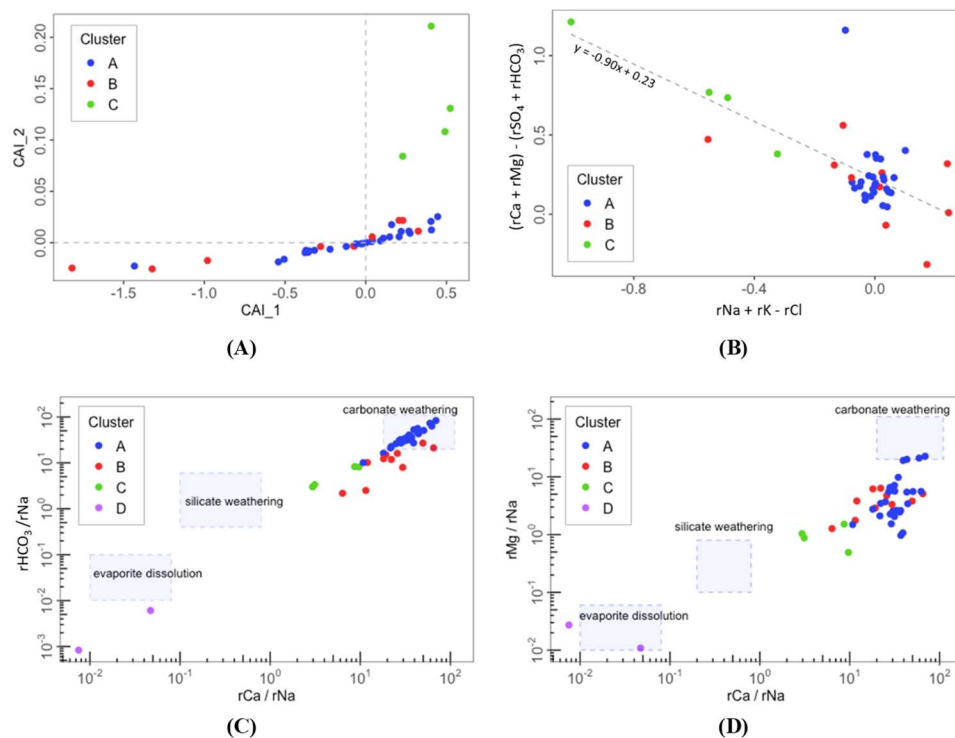 Cluster
A
B
C
CAI_2
0.20
0.15
0.10
0.05
0.00
-1.5
-1.0
-0.5
0.0
0.5
CAI_1
(A)
(rCa + rMg) - (rSO₄ + rHCO₃)
1.0
0.5
0.0
y = -0.90x + 0.23
Cluster
A
B
C
-0.8
-0.4
0.0
rNa + rK - rCl
(B)
rHCO₃ /rNa
10²
10¹
10⁰
10⁻¹
10⁻²
10⁻³
Cluster
A
B
C
D
carbonate weathering
silicate weathering
evaporite dissolution
10⁻²
10⁻¹
10⁰
10¹
10²
rCa / rNa
(C)
rMg / rNa
10²
10¹
10⁰
10⁻¹
10⁻²
Cluster
A
B
C
D
carbonate weathering
silicate weathering
evaporite dissolution
10⁻²
10⁻¹
10⁰
10¹
10²
rCa / rNa
(D)